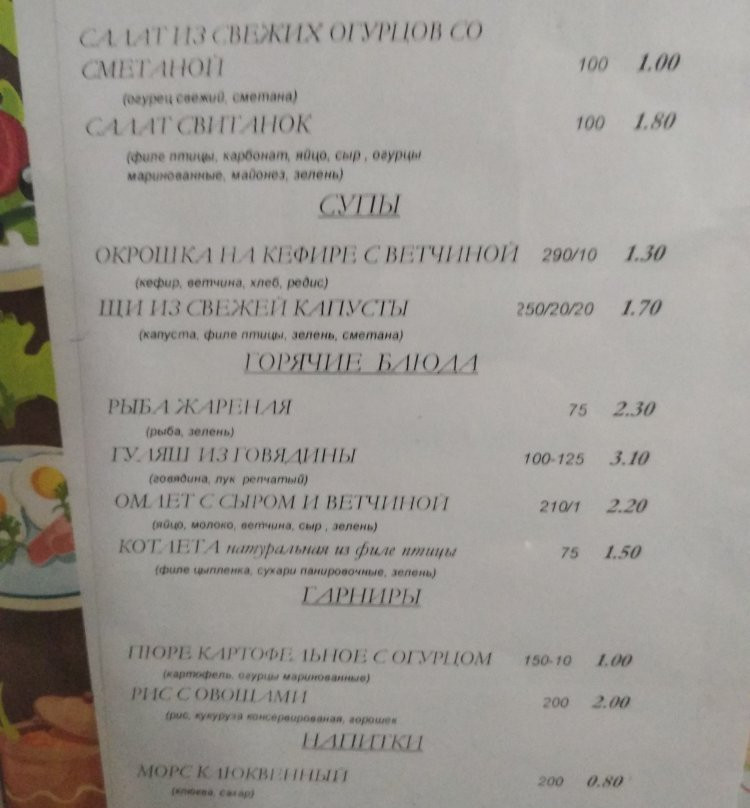 САЛАТ ИЗ СВЕЖИХ ОГУРЦОВ СО
СМЕТАНОЙ 100 1.00
(огурец свежий, сметана)
САЛАТ СВИТАНОК 100 1.80
(филе птицы, карбонат, яйцо, сыр , огурцы
маринованные, майонез, зелень)
СУПЫ
ОКРОШКА НА КЕФИРЕ С ВЕТЧИНОЙ 290/10 1.30
(кефир, ветчина, хлеб, редис)
ЩИ ИЗ СВЕЖЕЙ КАПУСТЫ 250/20/20 1.70
(капуста, филе птицы, зелень, сметана)
ГОРЯЧИЕ БЛЮДА
РЫБА ЖАРЕНАЯ 75 2.30
(рыба, зелень)
ГУЛЯШ ИЗ ГОВЯДИНЫ 100-125 3.10
(говядина, лук репчатый)
ОМЛЕТ С СЫРОМ И ВЕТЧИНОЙ 210/1 2.20
(яйцо, молоко, ветчина, сыр , зелень)
КОТЛЕТА натуральная из филе птицы 75 1.50
(филе цыпленка, сухари панировочные, зелень)
ГАРНИРЫ
ПЮРЕ КАРТОФЕЛЬНОЕ С ОГУРЦОМ 150-10 1.00
(картофель, огурцы маринованные)
РИС С ОВОЩАМИ 200 2.00
(рис, кукуруза консервированая, горошек
НАПИТКИ
МОРС КЛЮКВЕННЫЙ 200 0.80
(клюква, сахар)